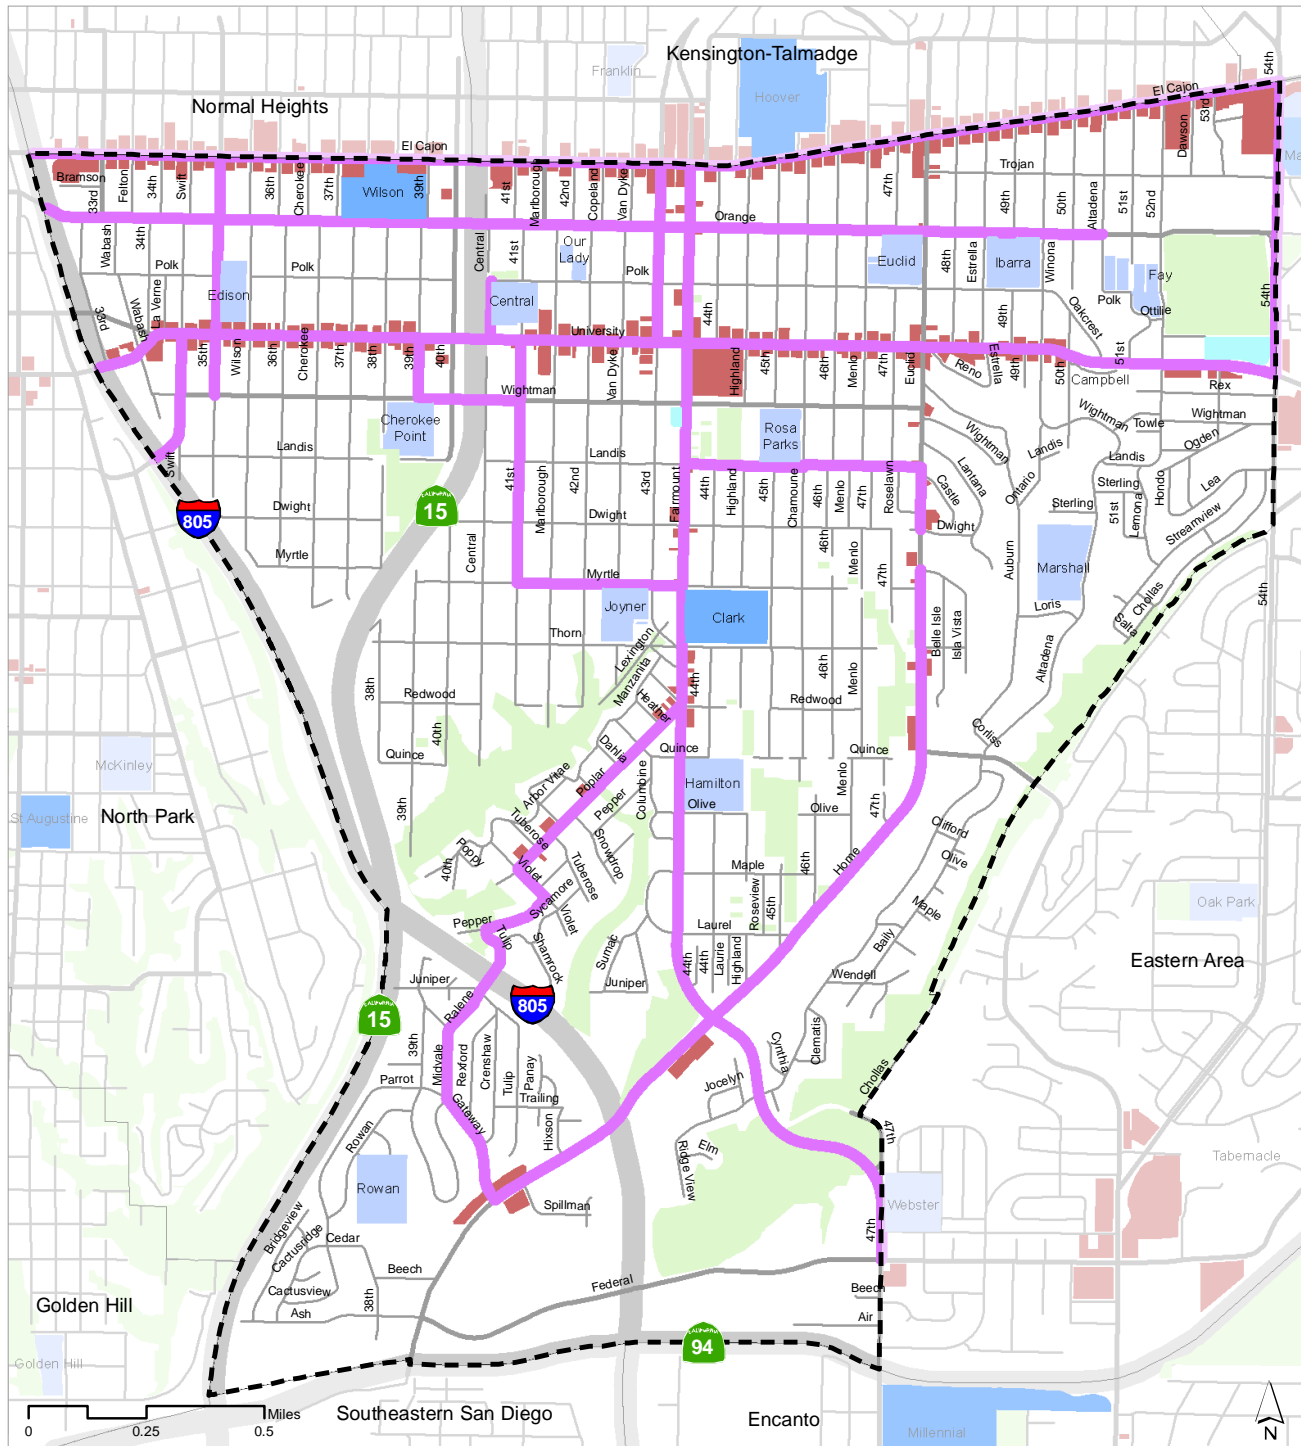 Kensington-Talmadge
54th
Franklin
Hoover
El Cajon
53rd
Normal Heights
Dawson
El Cajon
Trojan
Bramson
33rd
Felton
34th
Swift
36th
Cherokee
37th
Wilson
39th
41st
Marlborough
42nd
Copeland
Van Dyke
47th
49th
50th
Altadena
51st
52nd
Orange
Wabash
34th
Central
41st
Our
Lady
Euclid
48th
Estrella
Ibarra
Winona
Polk
Polk
Polk
Fay
Edison
La Verne
Central
Polk
Ottilie
54th
33rd
Wabash
University
44th
49th
Oakcrest
51st
35th
Wilson
36th
Cherokee
37th
38th
39th
40th
Van Dyke
Highland
45th
46th
Menlo
47th
Euclid
Reno
Estrella
49th
50th
Campbell
Rex
Wightman
Cherokee
Point
Rosa
Parks
Wightman
Towle
Wightman
Ogden
Landis
Landis
Wightman
Landis
Landis
Swift
41st
Marlborough
42nd
43rd
Fairmount
44th
Highland
45th
Chamoune
46th
Menlo
47th
Roselawn
Castle
Lantana
Ontario
Sterling
Sterling
51st
Lemona
Hondo
Lea
Streamview
CALIFORNIA
15
805
Dwight
Dwight
Dwight
Myrtle
Central
46th
Menlo
47th
Auburn
Marshall
Myrtle
Joyner
Clark
Loris
Salta
Chollas
54th
Thorn
Lexington
Manzanita
Heather
Belle Isle
Isla Vista
Altadena
38th
Redwood
44th
46th
Menlo
Redwood
40th
Quince
Dahlia
Quince
Quince
Corliss
McKinley
Arbor Vitae
Poplar
Pepper
Columbine
Hamilton
Olive
Menlo
Olive
47th
39th
St Augustine
North Park
Tuberose
Snowdrop
Clifford
Olive
Poppy
40th
Violet
Tuberose
Maple
46th
Home
Sycamore
Violet
Roseview
45th
Maple
Oak Park
Pepper
Tulip
Shamrock
Sumac
Laurel
44th
44th
Laurie
Highland
Baily
Eastern Area
Juniper
Juniper
Wendell
Ralene
805
CALIFORNIA
15
39th
Midvale
Rexford
Crenshaw
Tulip
Panay
Cynthia
Clematis
Parrot
Jocelyn
Chollas
Trailing
Gateway
Hixson
47th
Rowan
Elm
Ridge View
Tabernacle
Rowan
Webster
Spillman
Bridgeview
Cactusridge
Cedar
47th
Beech
Federal
Cactusview
38th
Beech
Golden Hill
Ash
Air
CALIFORNIA
94
Golden Hill
Miles
0
0.25
0.5
Southeastern San Diego
Encanto
Millennial
N